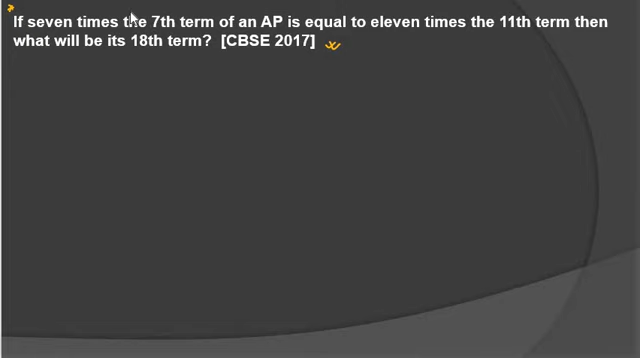 If seven times the 7th term of an AP is equal to eleven times the 11th term then
what will be its 18th term? [CBSE 2017]